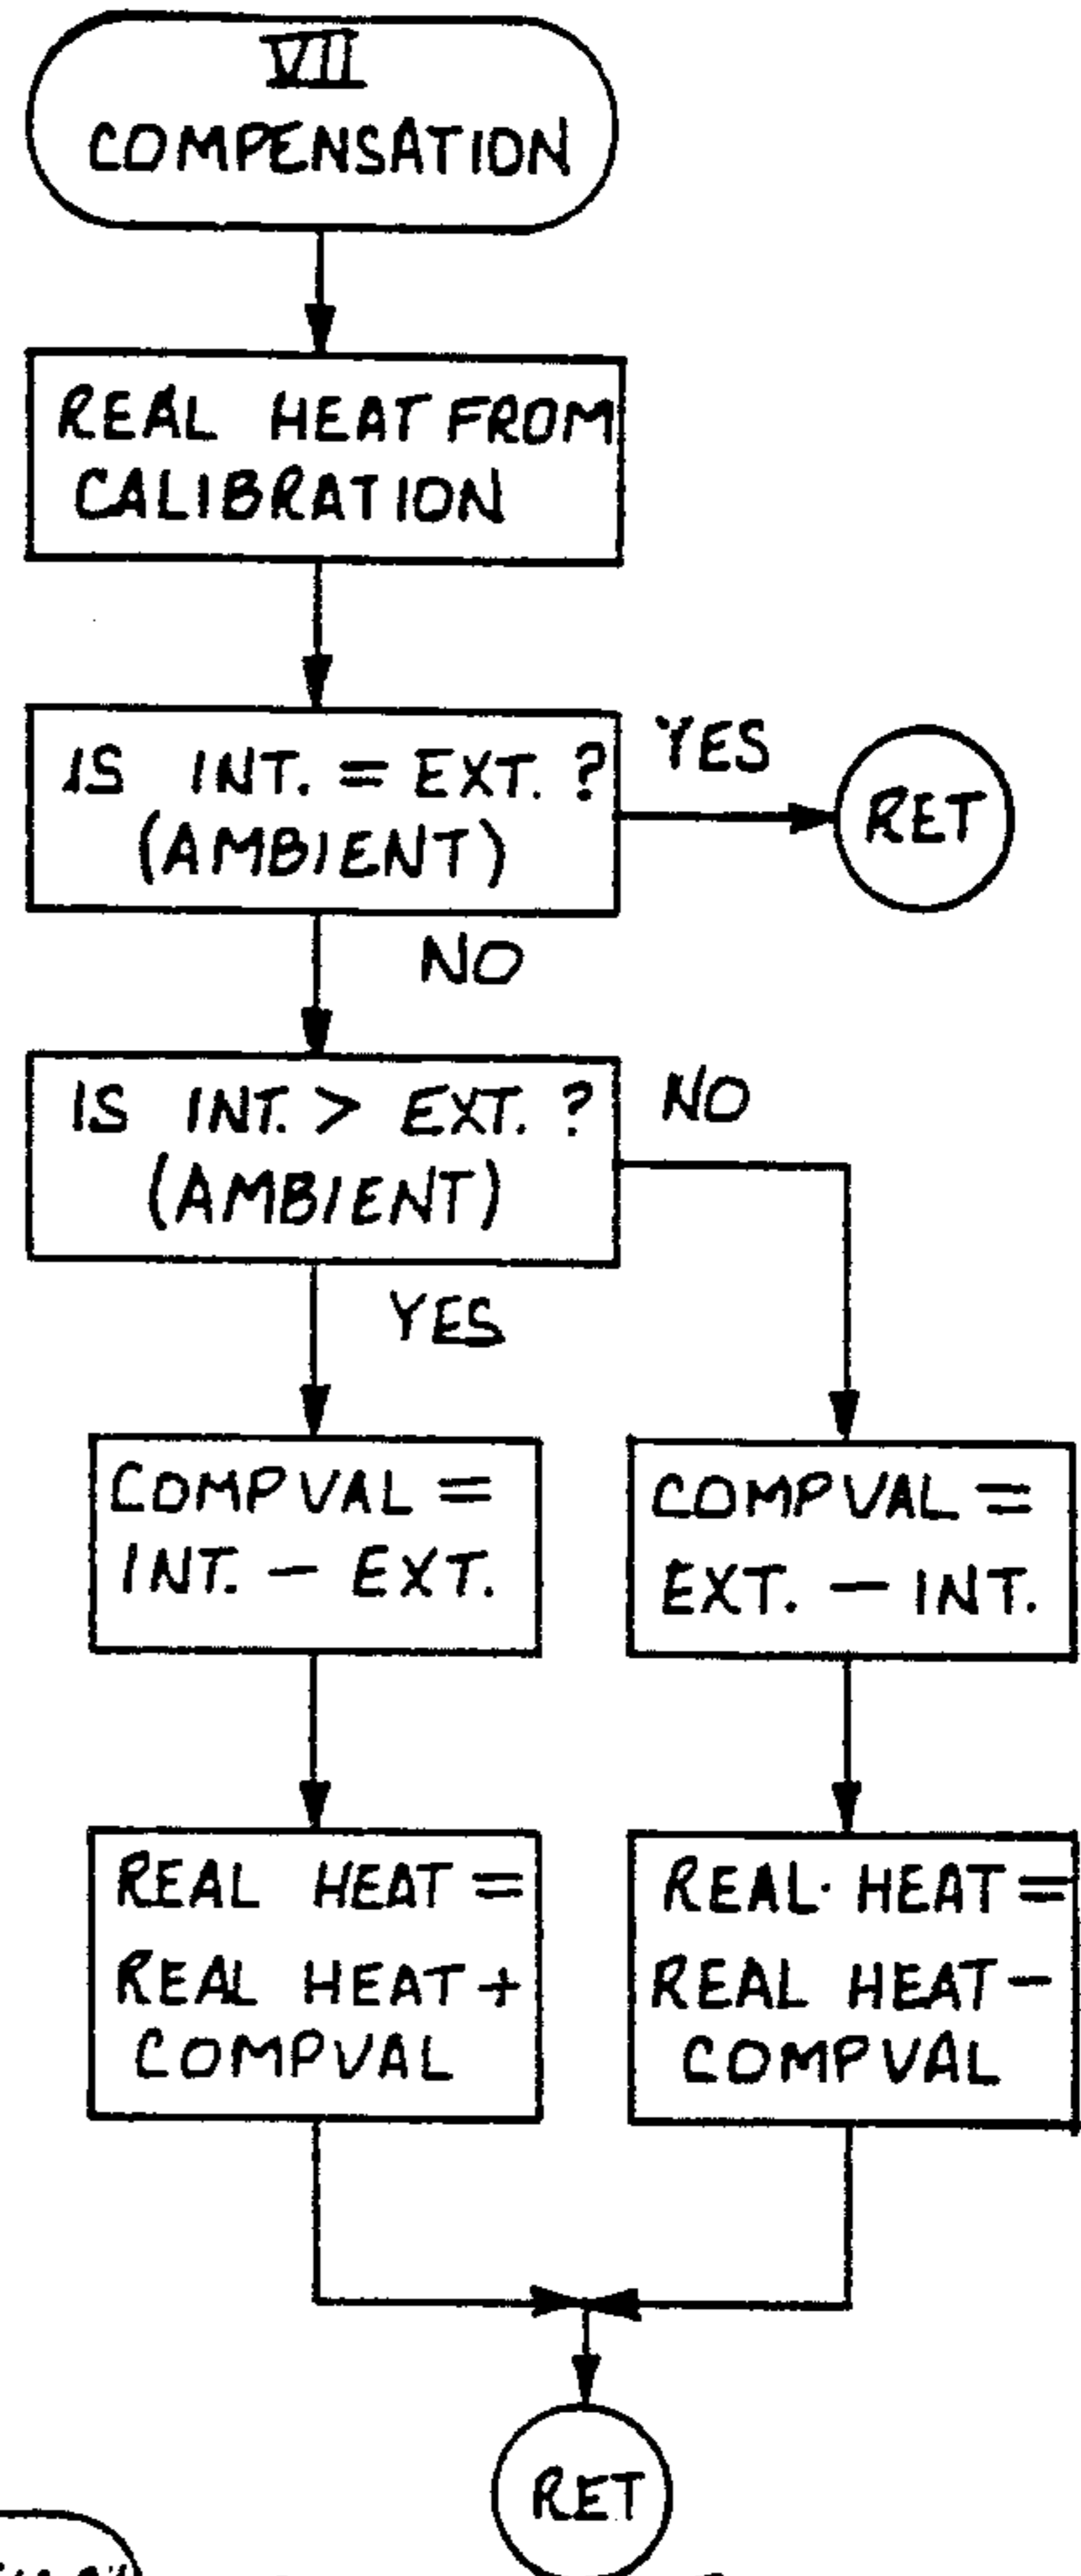 VII
COMPENSATION
REAL HEAT FROM
CALIBRATION
IS INT. = EXT. ?
(AMBIENT)
YES
RET
NO
IS INT. > EXT. ?
(AMBIENT)
NO
YES
COMPVAL =
INT. - EXT.
COMPVAL =
EXT. - INT.
REAL HEAT =
REAL HEAT +
COMPVAL
REAL HEAT =
REAL HEAT -
COMPVAL
RET